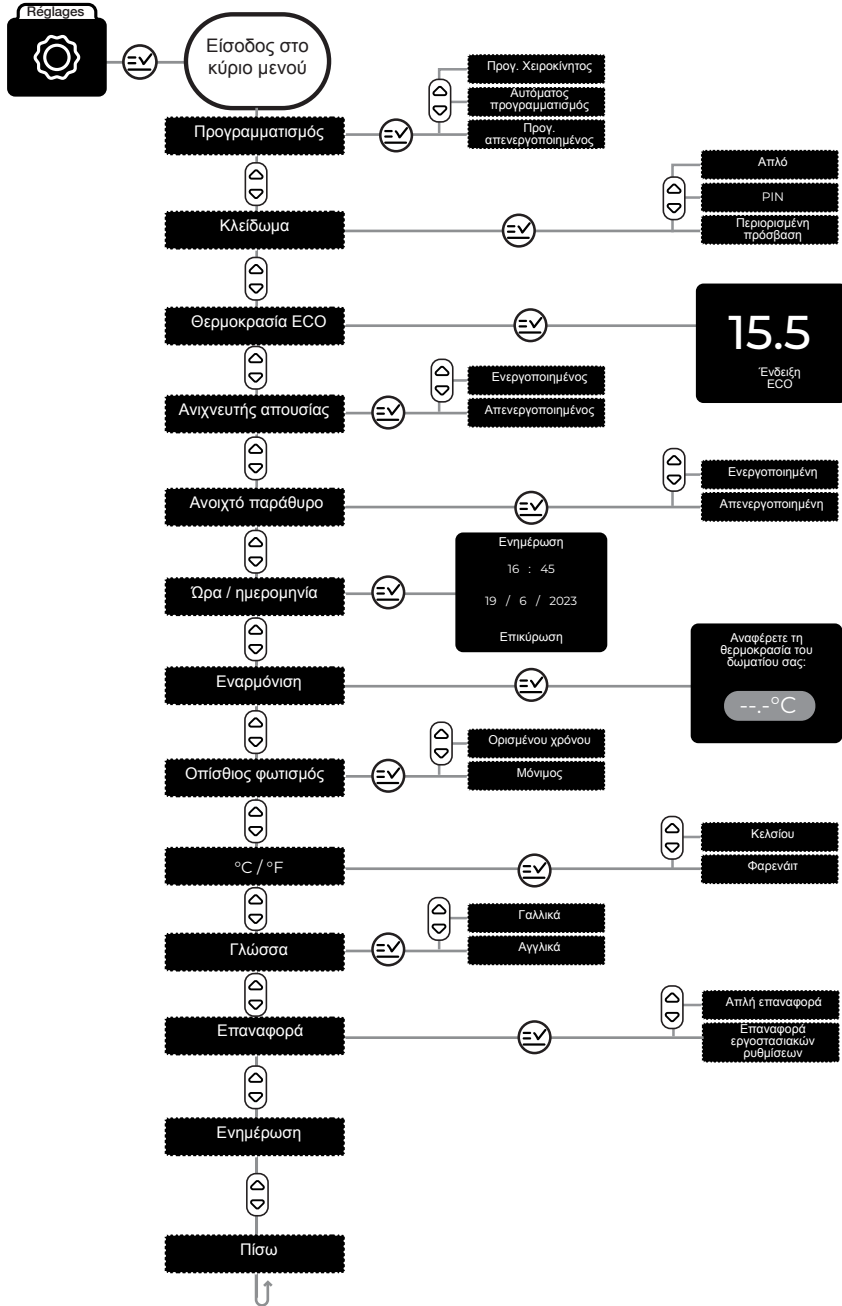 Réglages
Είσοδος στο
κύριο μενού
Προγραμματισμός
Προγ. Χειροκίνητος
Αυτόματος
προγραμματισμός
Προγ.
απενεργοποιημένος
Κλείδωμα
Απλό
PIN
Περιορισμένη
πρόσβαση
Θερμοκρασία ECO
15.5
Ένδειξη
ECO
Ανιχνευτής απουσίας
Ενεργοποιημένος
Απενεργοποιημένος
Ανοιχτό παράθυρο
Ενεργοποιημένη
Απενεργοποιημένη
Ώρα / ημερομηνία
Ενημέρωση
16 : 45
19 / 6 / 2023
Επικύρωση
Εναρμόνιση
Αναφέρετε τη
θερμοκρασία του
δωματίου σας:
--.-°C
Οπίσθιος φωτισμός
Ορισμένου χρόνου
Μόνιμος
°C / °F
Κελσίου
Φαρενάιτ
Γλώσσα
Γαλλικά
Αγγλικά
Επαναφορά
Απλή επαναφορά
Επαναφορά
εργοστασιακών
ρυθμίσεων
Ενημέρωση
Πίσω